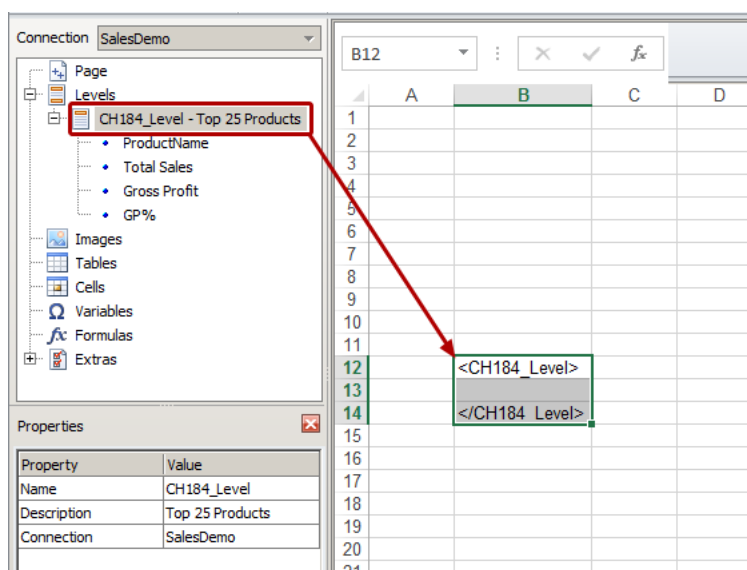 Connection SalesDemo
Page
Levels
CH184_Level - Top 25 Products
ProductName
Total Sales
Gross Profit
GP%
Images
Tables
Cells
Ω Variables
fx Formulas
Extras
Properties
Property Value
Name CH184_Level
Description Top 25 Products
Connection SalesDemo
B12 fx
A B C D
1
2
3
4
5
6
7
8
9
10
11
12 <CH184_Level>
13
14 </CH184_Level>
15
16
17
18
19
20
21